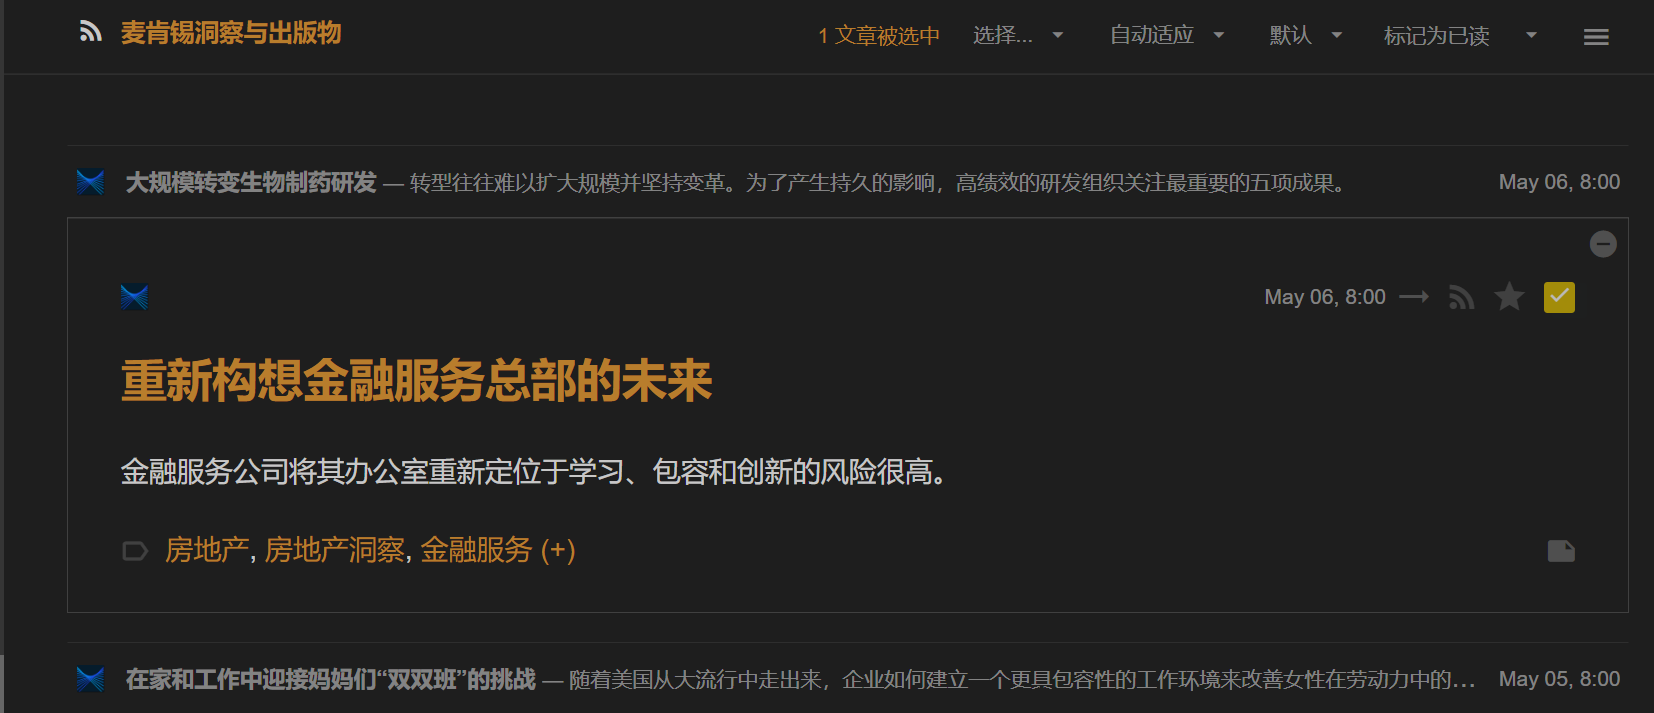 麦肯锡洞察与出版物 1 文章被选中 选择... 自动适应 默认 标记为已读
大规模转变生物制药研发 — 转型往往难以扩大规模并坚持变革。为了产生持久的影响，高绩效的研发组织关注最重要的五项成果。 May 06, 8:00
May 06, 8:00
重新构想金融服务总部的未来
金融服务公司将其办公室重新定位于学习、包容和创新的风险很高。
房地产, 房地产洞察, 金融服务 (+)
在家和工作中迎接妈妈们“双双班”的挑战 — 随着美国从大流行中走出来，企业如何建立一个更具包容性的工作环境来改善女性在劳动力中的... May 05, 8:00